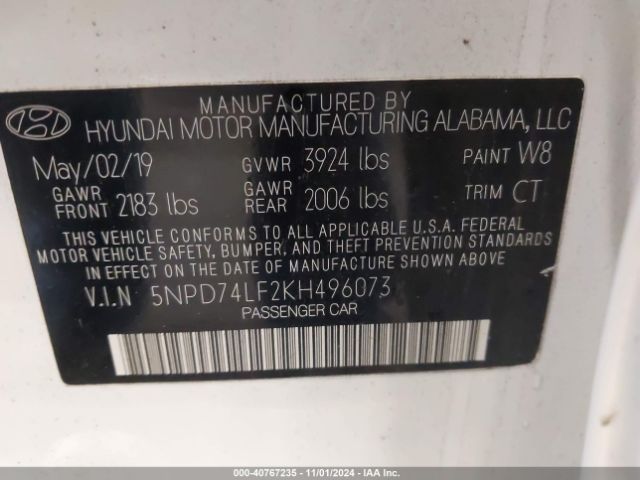 MANUFACTURED BY
HYUNDAI MOTOR MANUFACTURING ALABAMA, LLC
May/02/19 GVWR 3924 lbs PAINT W8
GAWR FRONT 2183 lbs GAWR REAR 2006 lbs TRIM CT
THIS VEHICLE CONFORMS TO ALL APPLICABLE U.S.A. FEDERAL
MOTOR VEHICLE SAFETY, BUMPER, AND THEFT PREVENTION STANDARDS
IN EFFECT ON THE DATE OF MANUFACTURE SHOWN ABOVE.
V.I.N 5NPD74LF2KH496073
PASSENGER CAR
000-40767235 - 11/01/2024 - IAA Inc.